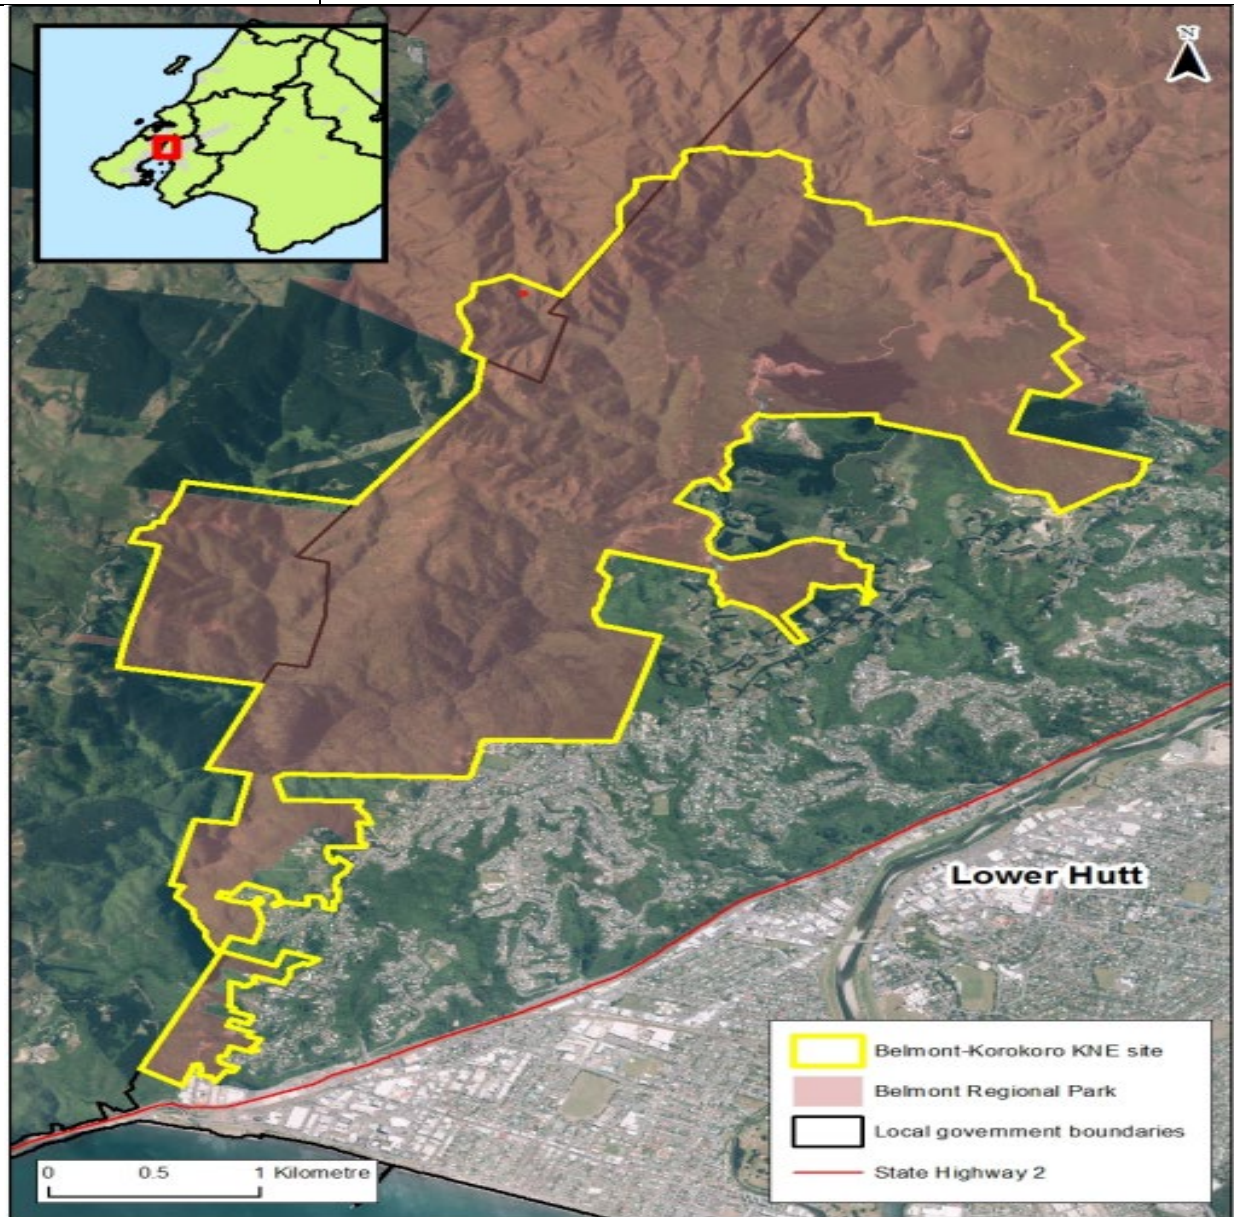 N
Lower Hutt
Belmont-Korokoro KNE site
Belmont Regional Park
Local government boundaries
State Highway 2
0 0.5 1 Kilometre